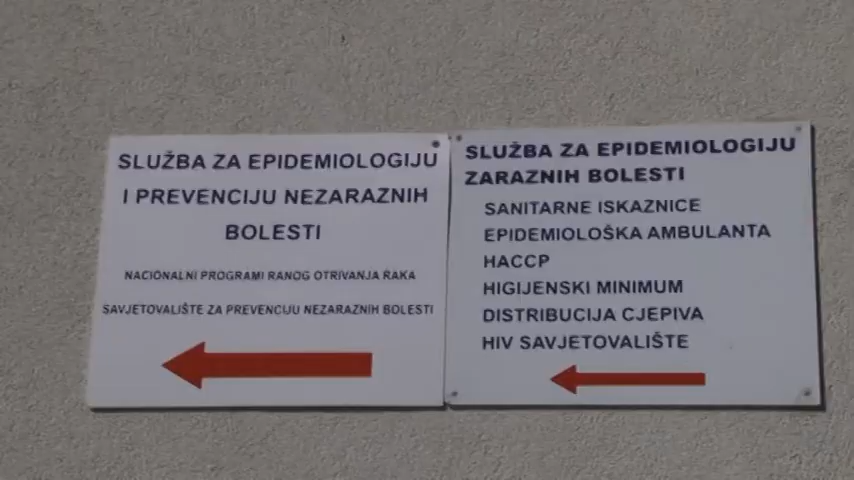 SLUŽBA ZA EPIDEMIOLOGIJU
I PREVENCIJU NEZARAZNIH
BOLESTI
NACIONALNI PROGRAMI RANOG OTRIVANJA RAKA
SAVJETOVALIŠTE ZA PREVENCIJU NEZARAZNIH BOLESTI
SLUŽBA ZA EPIDEMIOLOGIJU
ZARAZNIH BOLESTI
SANITARNE ISKAZNICE
EPIDEMIOLOŠKA AMBULANTA
HACCP
HIGIJENSKI MINIMUM
DISTRIBUCIJA CJEPIVA
HIV SAVJETOVALIŠTE